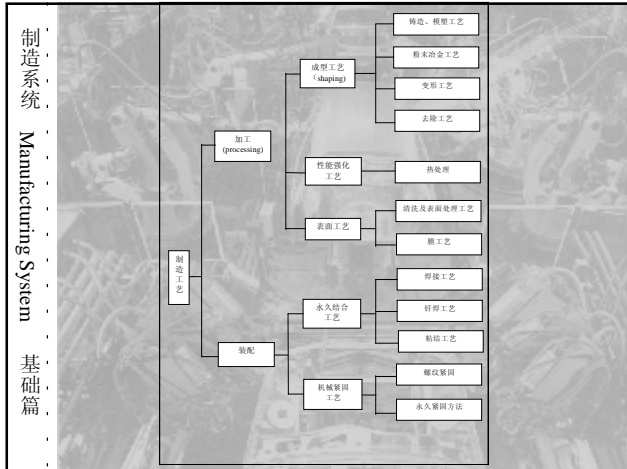 制造系统 Manufacturing System 基础篇
制造工艺
加工
(processing)
装配
成型工艺
(shaping)
性能强化
工艺
表面工艺
永久结合
工艺
机械紧固
工艺
铸造、模塑工艺
粉末冶金工艺
变形工艺
去除工艺
热处理
清洗及表面处理工艺
膜工艺
焊接工艺
钎焊工艺
粘结工艺
螺纹紧固
永久紧固方法